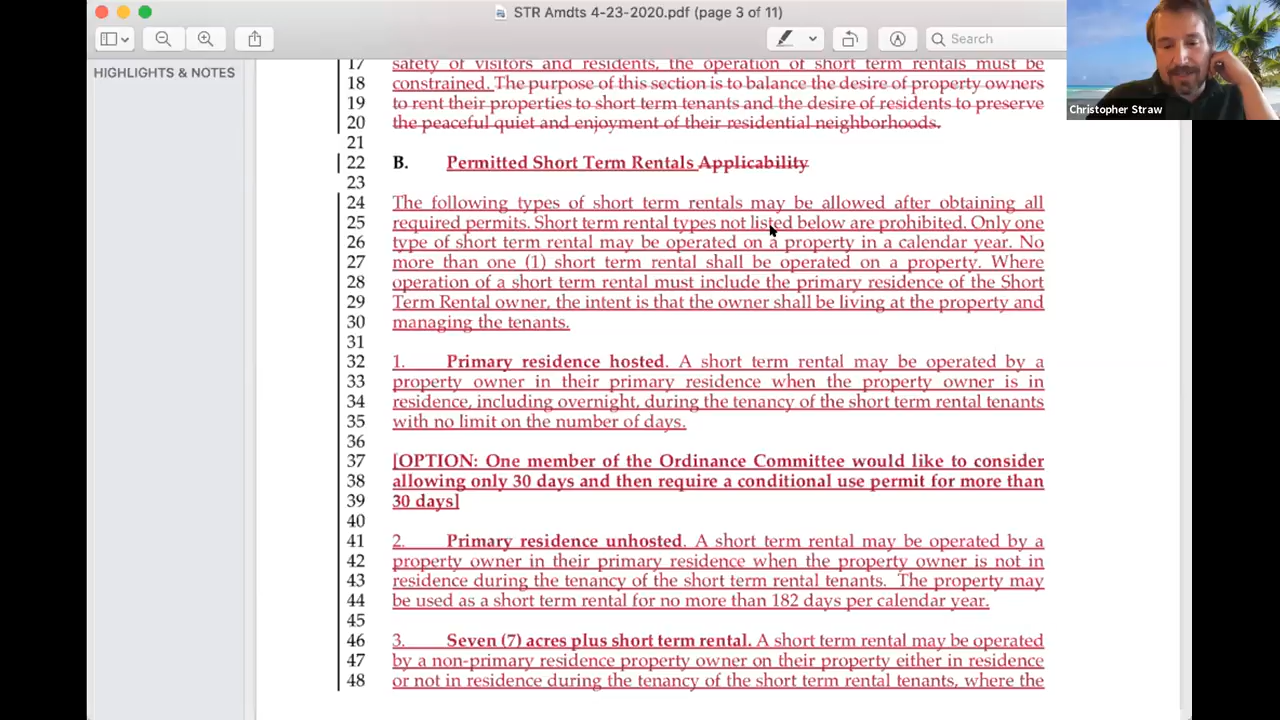 STR Amdts 4-23-2020.pdf (page 3 of 11)
Search
HIGHLIGHTS & NOTES
Christopher Straw
17 safety of visitors and residents, the operation of short term rentals must be
18 constrained. The purpose of this section is to balance the desire of property owners
19 to rent their properties to short term tenants and the desire of residents to preserve
20 the peaceful quiet and enjoyment of their residential neighborhoods.
21
22 B. Permitted Short Term Rentals Applicability
23
24 The following types of short term rentals may be allowed after obtaining all
25 required permits. Short term rental types not listed below are prohibited. Only one
26 type of short term rental may be operated on a property in a calendar year. No
27 more than one (1) short term rental shall be operated on a property. Where
28 operation of a short term rental must include the primary residence of the Short
29 Term Rental owner, the intent is that the owner shall be living at the property and
30 managing the tenants.
31
32 1. Primary residence hosted. A short term rental may be operated by a
33 property owner in their primary residence when the property owner is in
34 residence, including overnight, during the tenancy of the short term rental tenants
35 with no limit on the number of days.
36
37 [OPTION: One member of the Ordinance Committee would like to consider
38 allowing only 30 days and then require a conditional use permit for more than
39 30 days]
40
41 2. Primary residence unhosted. A short term rental may be operated by a
42 property owner in their primary residence when the property owner is not in
43 residence during the tenancy of the short term rental tenants. The property may
44 be used as a short term rental for no more than 182 days per calendar year.
45
46 3. Seven (7) acres plus short term rental. A short term rental may be operated
47 by a non-primary residence property owner on their property either in residence
48 or not in residence during the tenancy of the short term rental tenants, where the